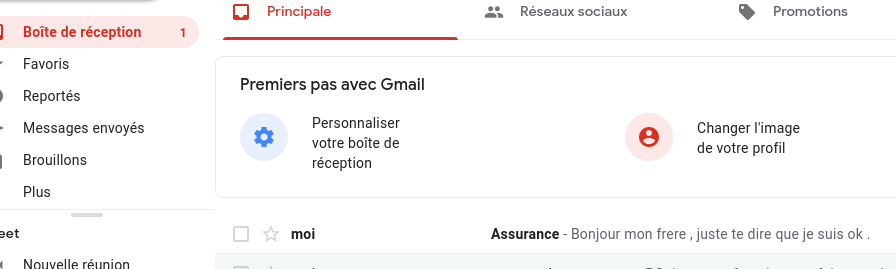 Principale Réseaux sociaux Promotions
Boîte de réception 1
Favoris
Reportés
Messages envoyés
Brouillons
Plus
eet
Nouvelle réunion
Premiers pas avec Gmail
Personnaliser
votre boîte de
réception
Changer l'image
de votre profil
moi Assurance - Bonjour mon frere , juste te dire que je suis ok .